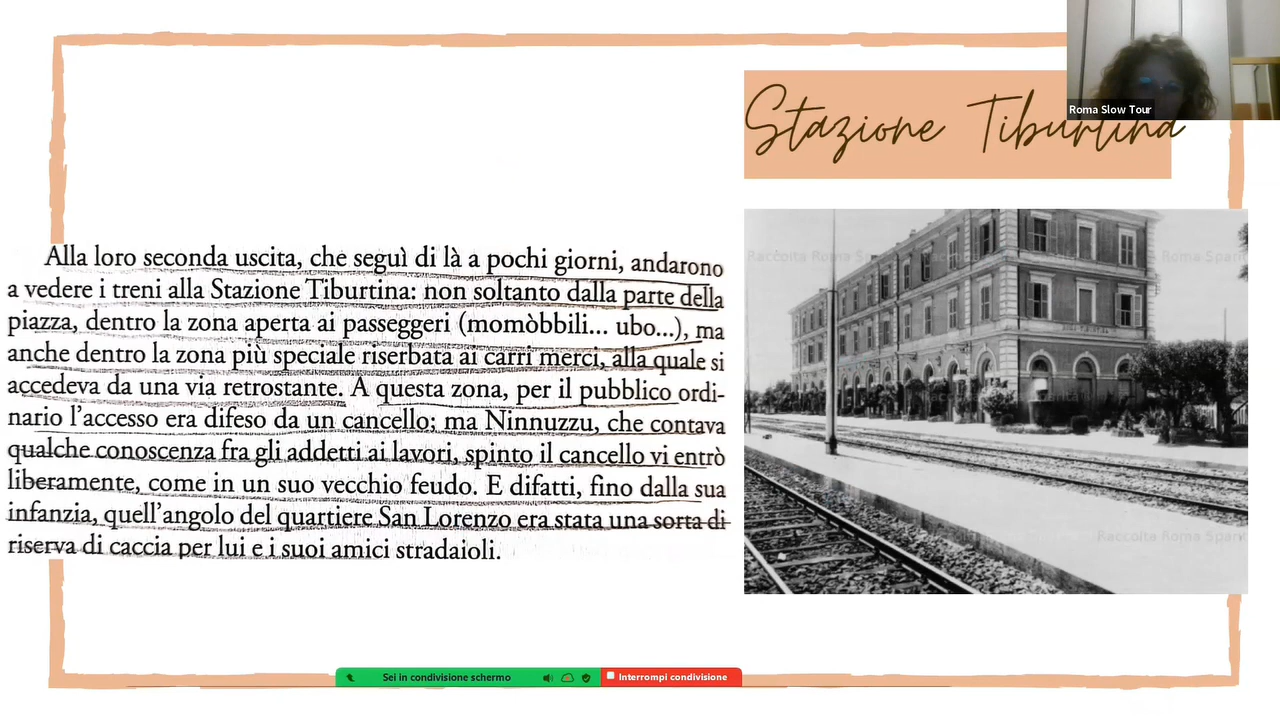 Roma Slow Tour
Stazione Tiburtina
Alla loro seconda uscita, che seguì di là a pochi giorni, andarono
a vedere i treni alla Stazione Tiburtina: non soltanto dalla parte della
piazza, dentro la zona aperta ai passeggeri (momòbbili... ubo...), ma
anche dentro la zona più speciale riserbata ai carri merci, alla quale si
accedeva da una via retrostante. A questa zona, per il pubblico ordi-
nario l'accesso era difeso da un cancello; ma Ninnuzzu, che contava
qualche conoscenza fra gli addetti ai lavori, spinto il cancello vi entrò
liberamente, come in un suo vecchio feudo. E difatti, fino dalla sua
infanzia, quell'angolo del quartiere San Lorenzo era stata una sorta di
riserva di caccia per lui e i suoi amici stradaioli.
Raccolta Roma Spari
Raccolta Roma Spari
Sei in condivisione schermo
Interrompi condivisione